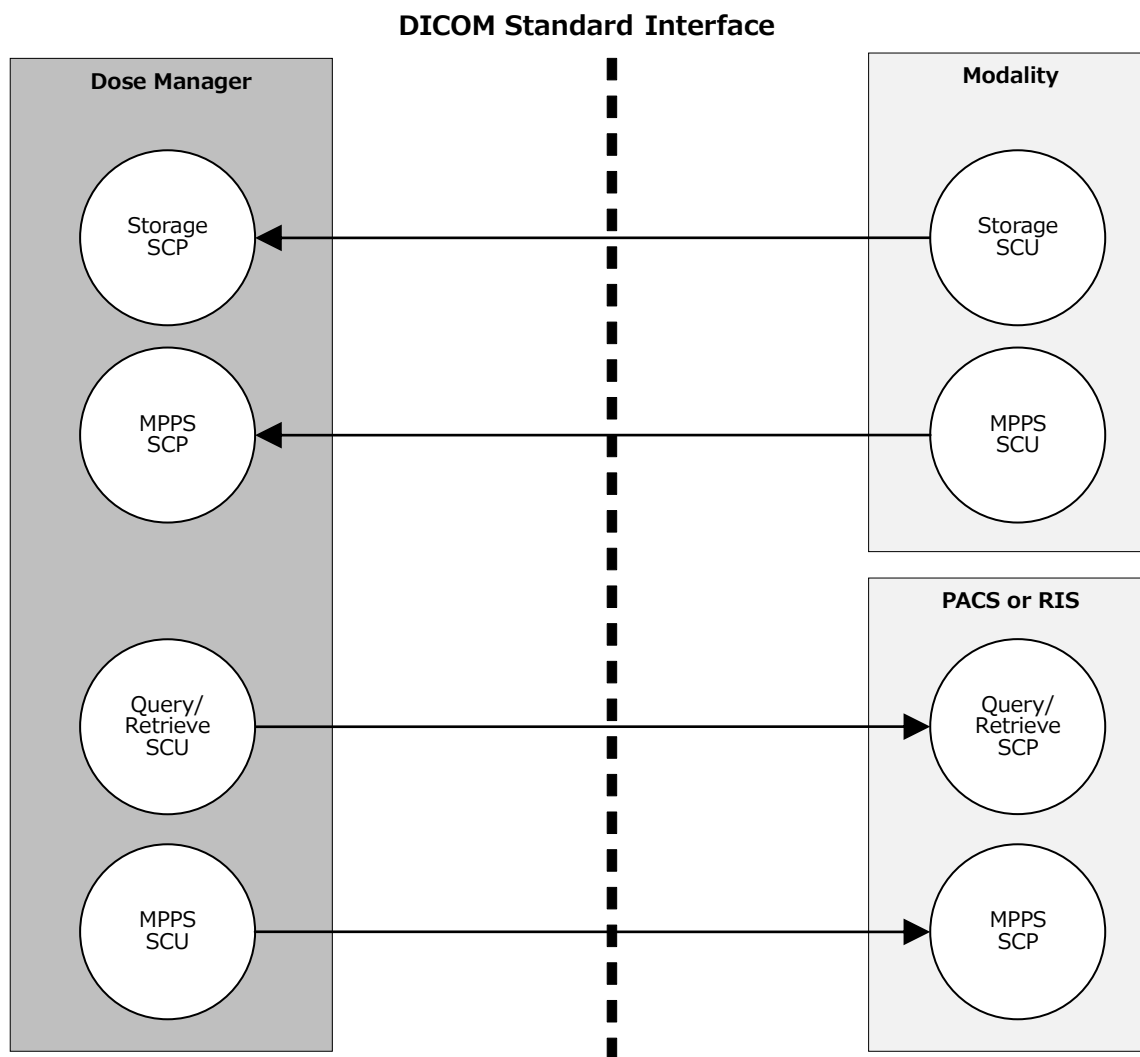 DICOM Standard Interface
Dose Manager
Modality
Storage
SCP
Storage
SCU
MPPS
SCP
MPPS
SCU
PACS or RIS
Query/
Retrieve
SCU
Query/
Retrieve
SCP
MPPS
SCU
MPPS
SCP